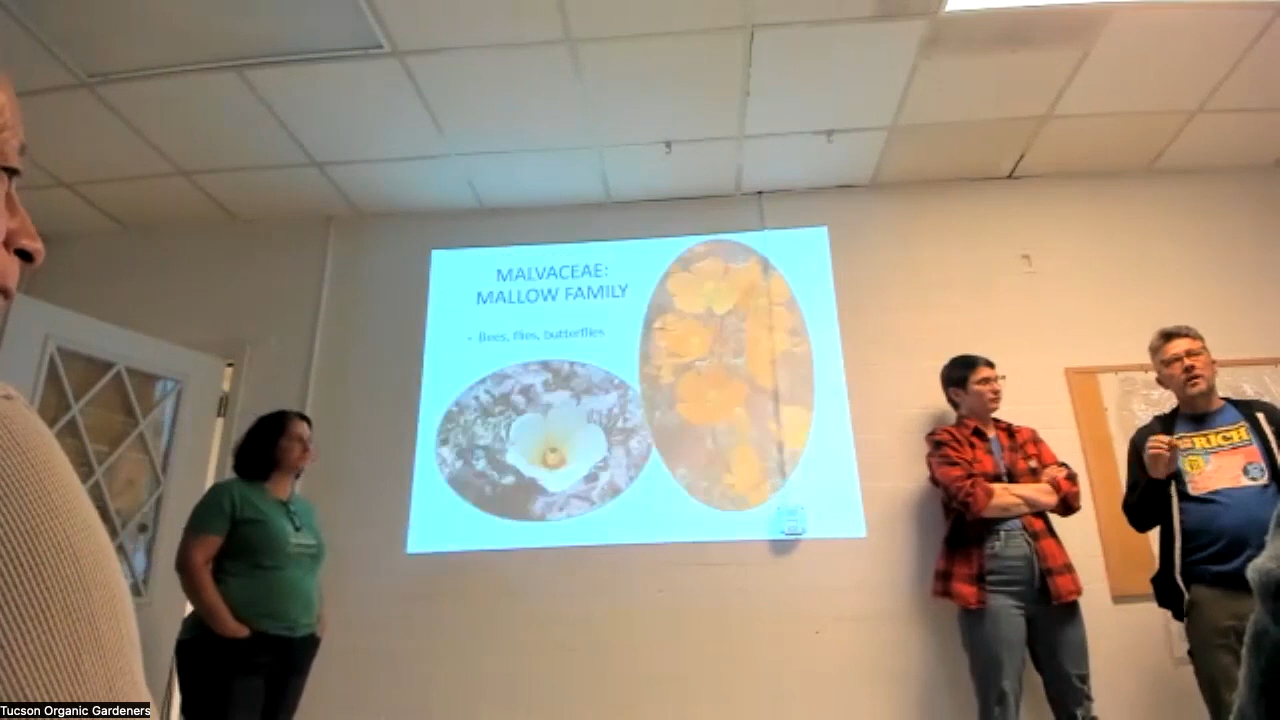 MALVACEAE:
MALLOW FAMILY
• Bees, flies, butterflies
RICH
Tucson Organic Gardeners